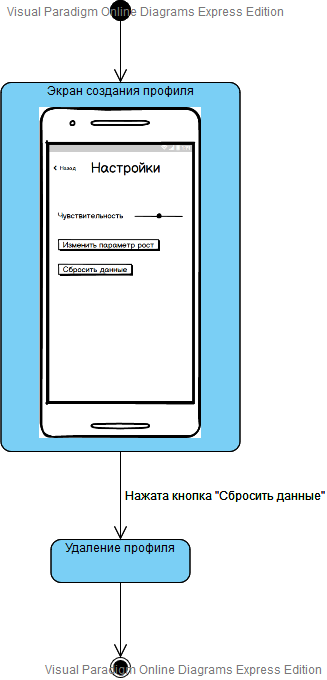 Visual Paradigm Online Diagrams Express Edition
Экран создания профиля
Назад
Настройки
Чувствительность
Изменить параметр рост
Сбросить данные
Нажата кнопка "Сбросить данные"
Удаление профиля
Visual Paradigm Online Diagrams Express Edition